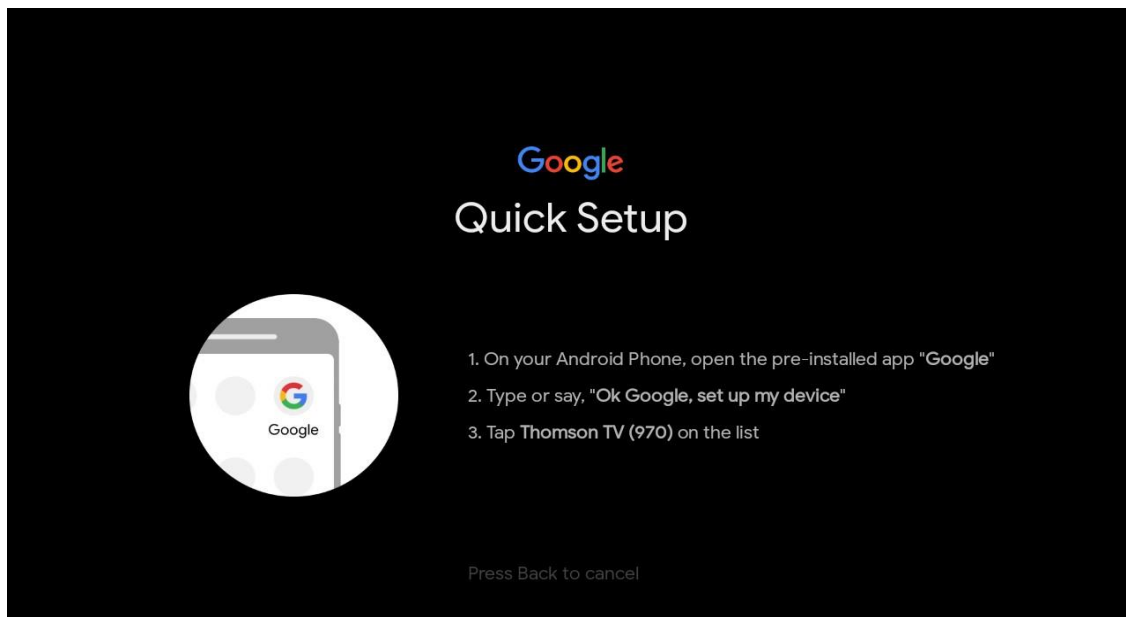 Google
Quick Setup
Google
1. On your Android Phone, open the pre-installed app "Google"
2. Type or say, "Ok Google, set up my device"
3. Tap Thomson TV (970) on the list
Press Back to cancel